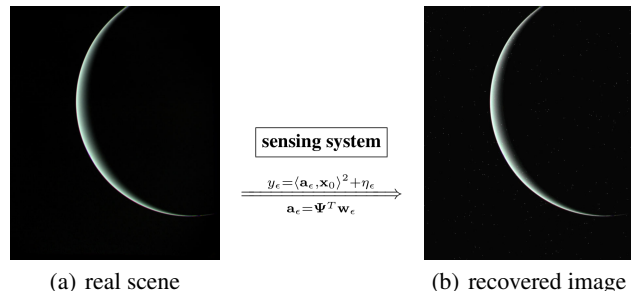 sensing system
y_ϵ=⟨a_ϵ,x_0⟩^2+η_ϵ
a_ϵ=Ψ^T w_ϵ
(a) real scene
(b) recovered image